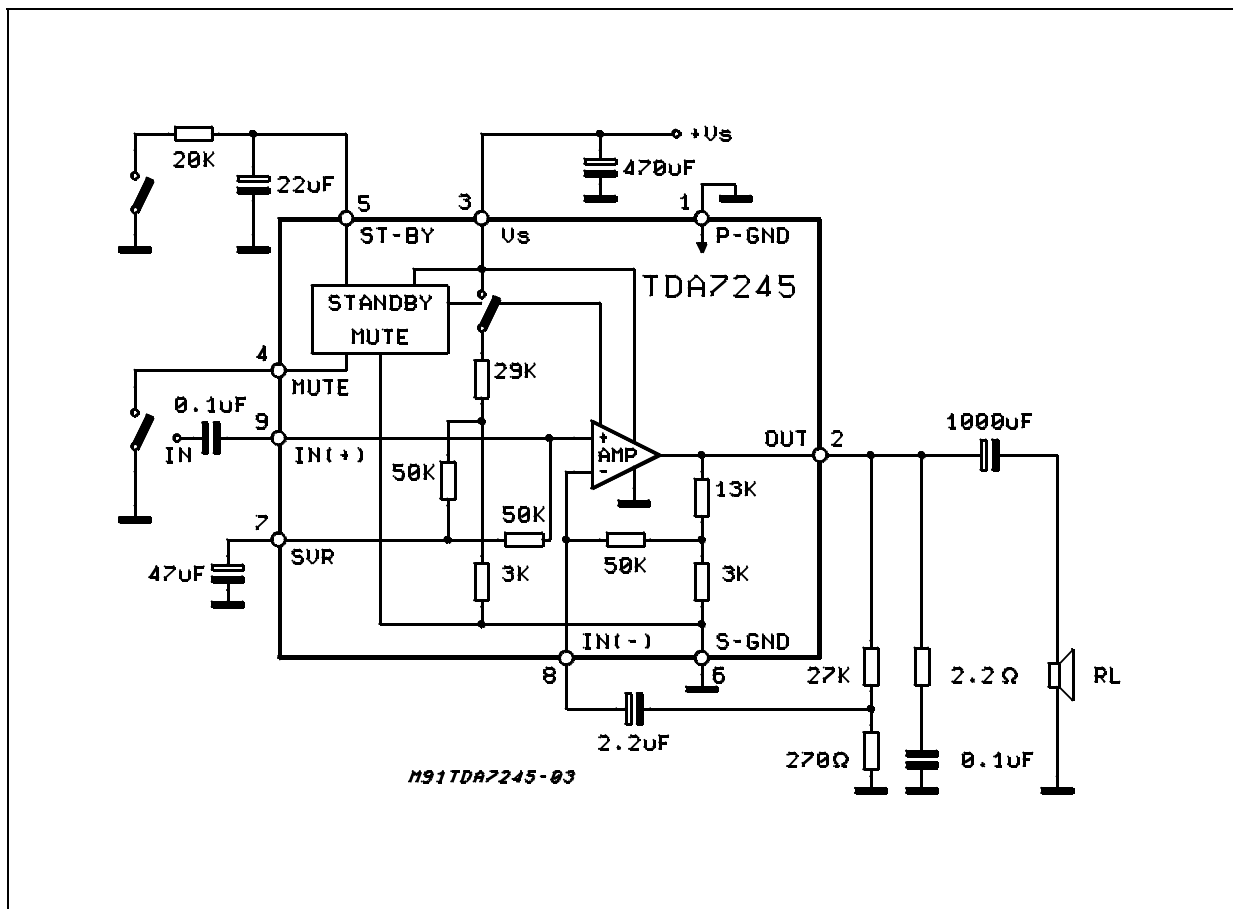 +Vs
20K
470uF
22uF
5
3
1
ST-BY
Vs
P-GND
TDA7245
STANDBY
MUTE
4
29K
MUTE
0.1uF
9
1000uF
OUT
2
IN
IN(+)
+
AMP
-
50K
13K
7
50K
SVR
50K
47uF
3K
3K
IN(-)
S-GND
8
6
27K
2.2Ω
RL
2.2uF
270Ω
0.1uF
M91TDA7245-03